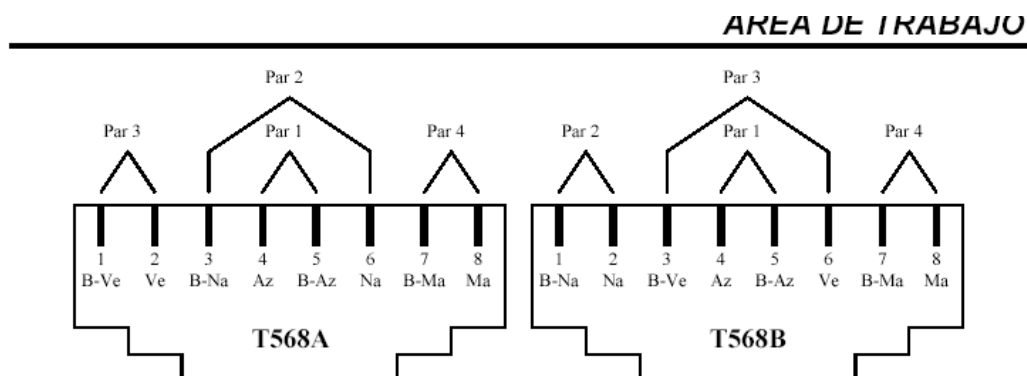 AREA DE TRABAJO
Par 2
Par 3
Par 3 Par 1 Par 4
Par 2 Par 1 Par 4
1 2 3 4 5 6 7 8
B-Ve Ve B-Na Az B-Az Na B-Ma Ma
T568A
1 2 3 4 5 6 7 8
B-Na Na B-Ve Az B-Az Ve B-Ma Ma
T568B